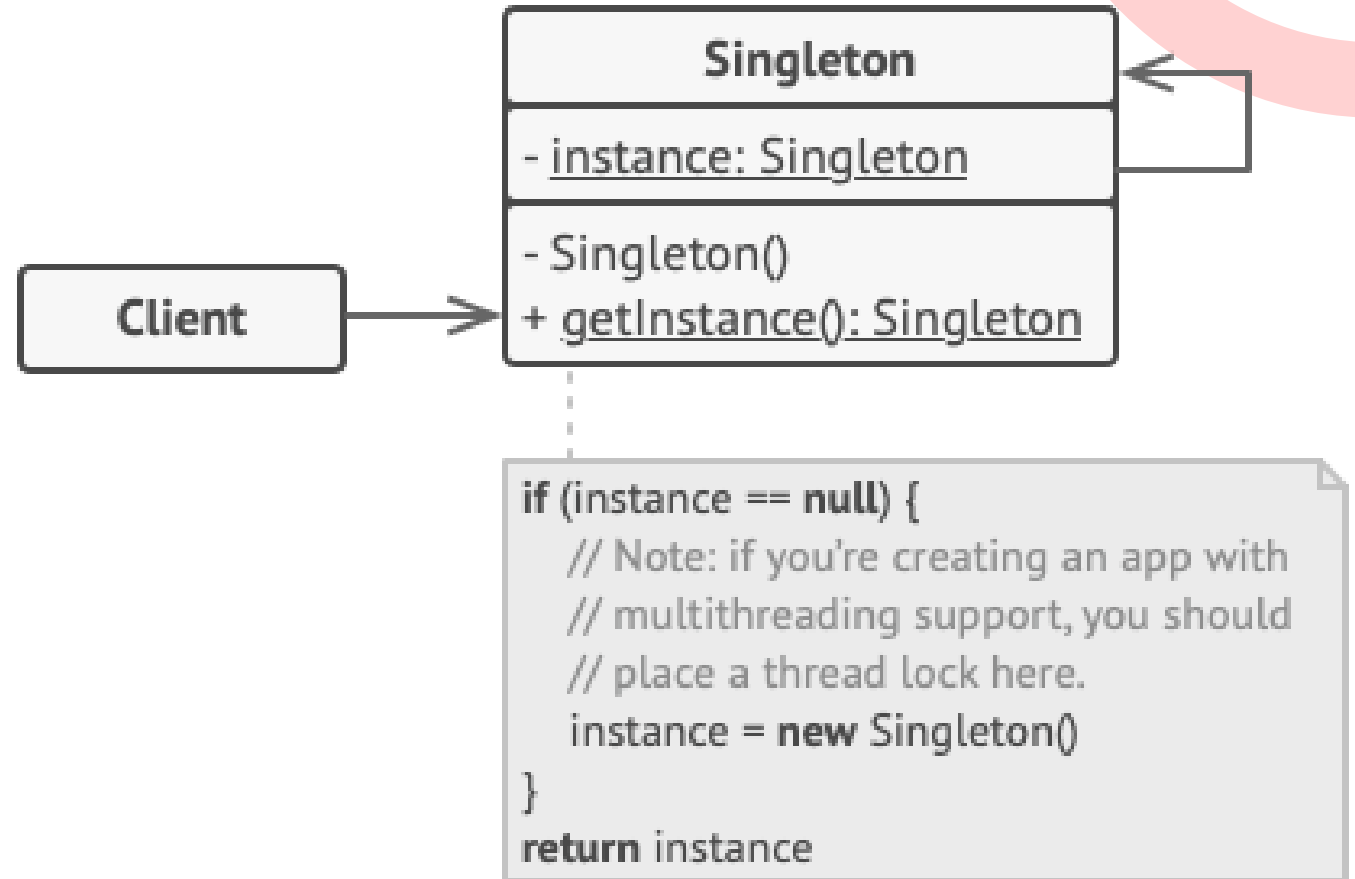 Singleton
- instance: Singleton
- Singleton()
+ getInstance(): Singleton
Client
if (instance == null) {
// Note: if you're creating an app with
// multithreading support, you should
// place a thread lock here.
instance = new Singleton()
}
return instance